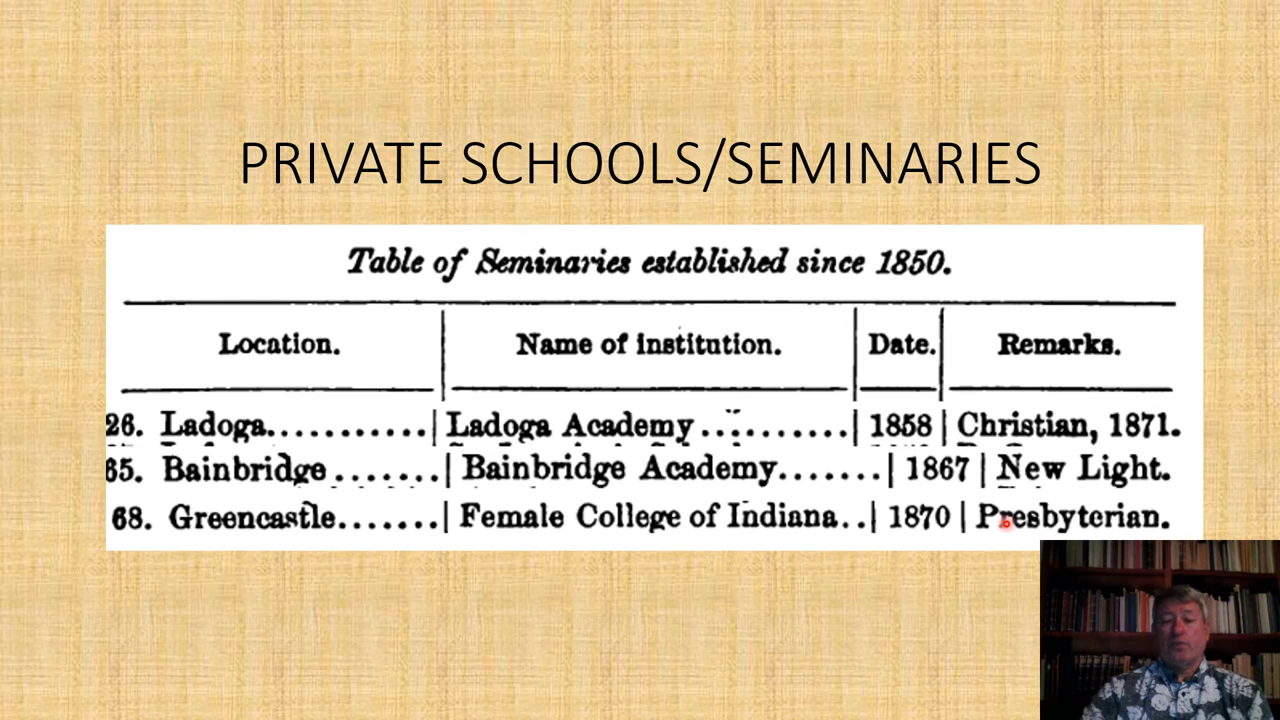 PRIVATE SCHOOLS/SEMINARIES
Table of Seminaries established since 1850.
Location. Name of institution. Date. Remarks.
26. Ladoga........... Ladoga Academy .......... 1858 Christian, 1871.
65. Bainbridge ....... Bainbridge Academy....... 1867 New Light.
68. Greencastle....... Female College of Indiana.. 1870 Presbyterian.